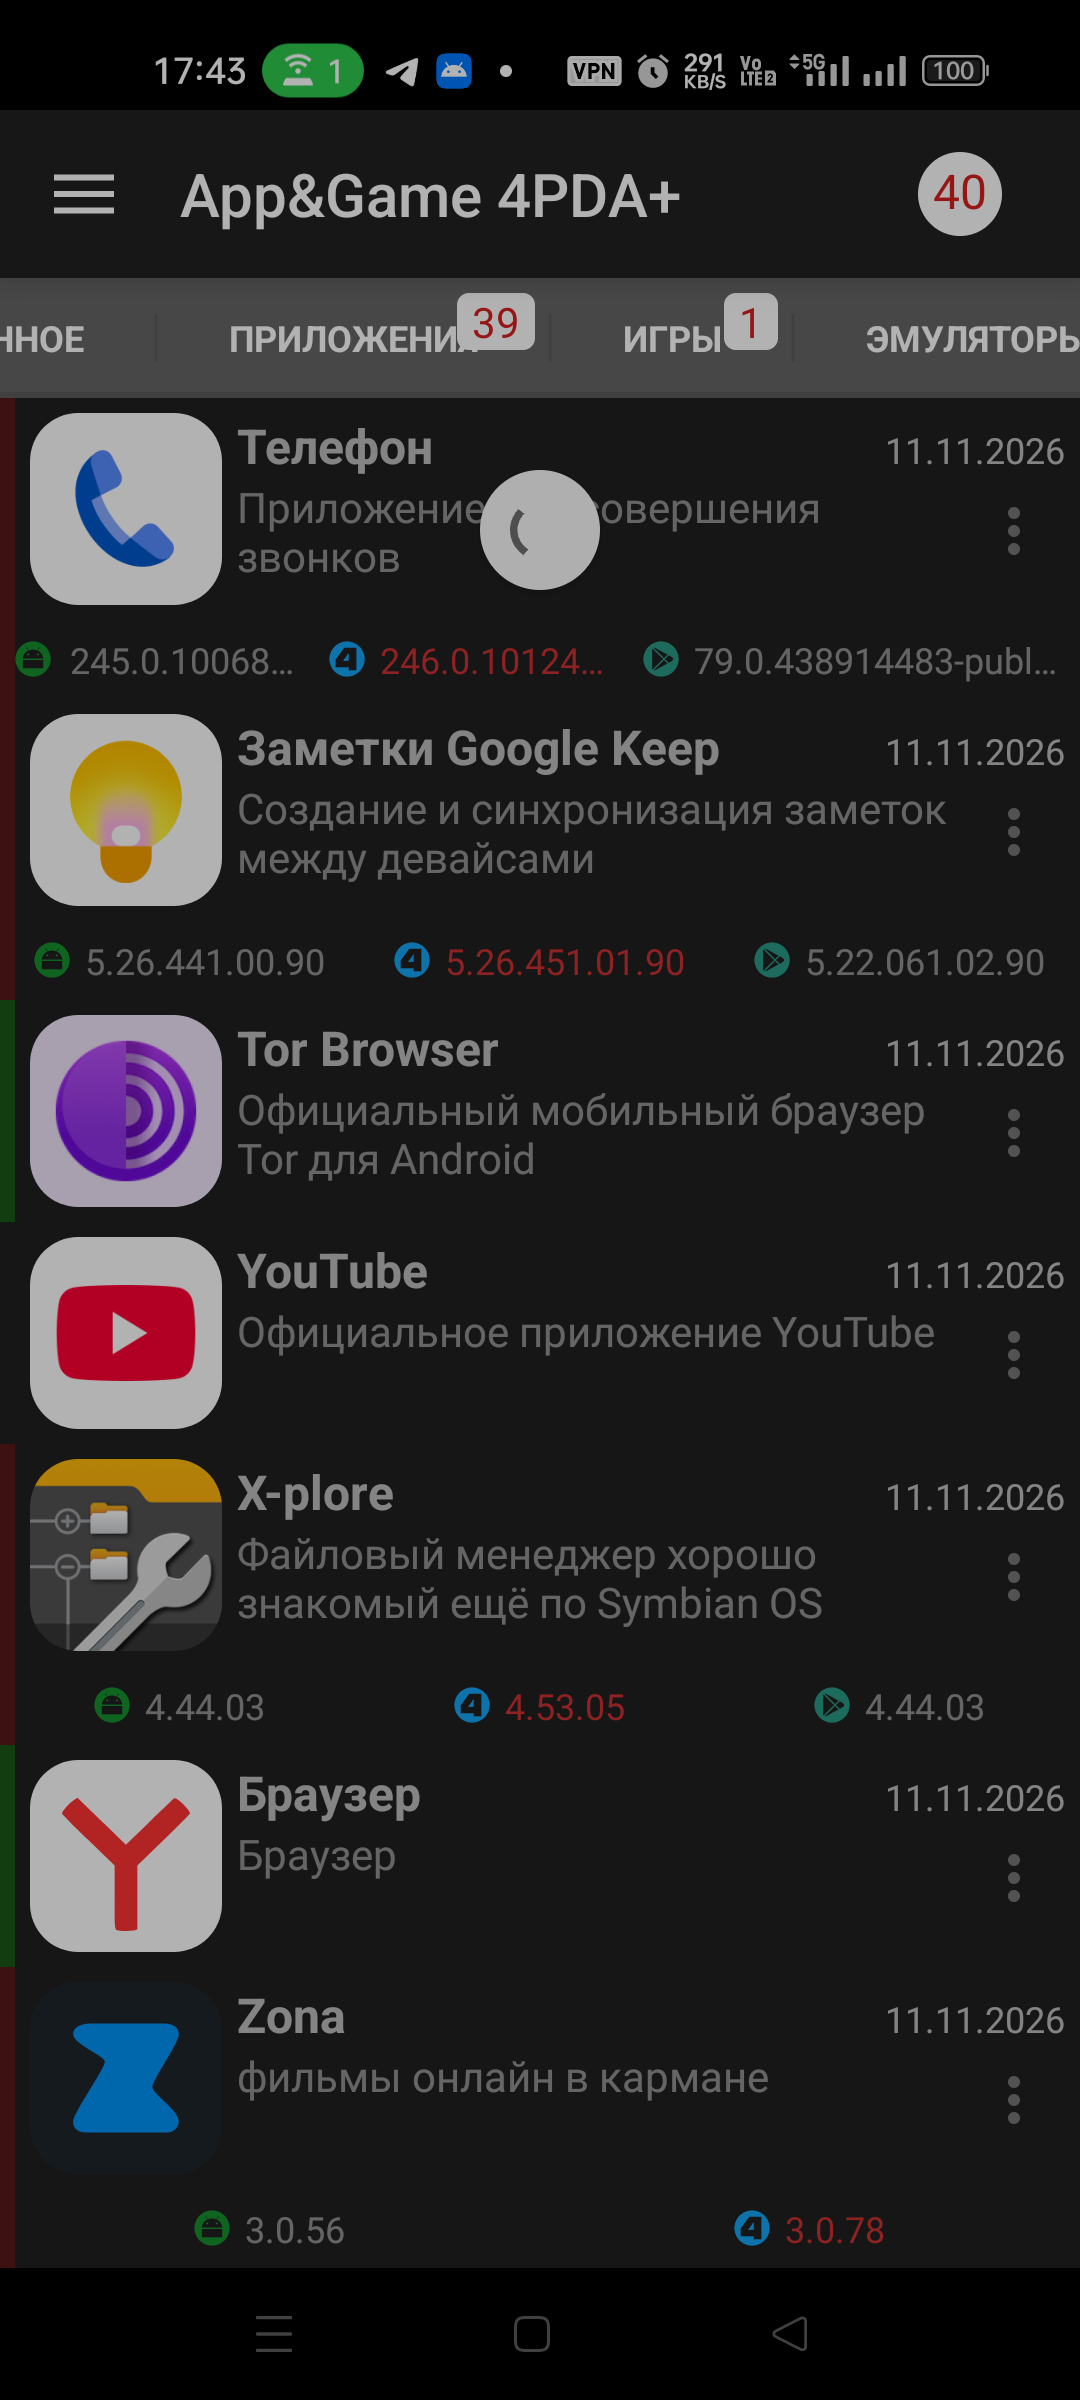 17:43 1 VPN 291 KB/S Vo LTE 2 5G 100
App&Game 4PDA+ 40
ННОЕ ПРИЛОЖЕНИЯ 39 ИГРЫ 1 ЭМУЛЯТОРЫ
Телефон 11.11.2026
Приложение совершения
звонков
245.0.10068... 246.0.10124... 79.0.438914483-publ...
Заметки Google Keep 11.11.2026
Создание и синхронизация заметок
между девайсами
5.26.441.00.90 5.26.451.01.90 5.22.061.02.90
Tor Browser 11.11.2026
Официальный мобильный браузер
Tor для Android
YouTube 11.11.2026
Официальное приложение YouTube
X-plore 11.11.2026
Файловый менеджер хорошо
знакомый ещё по Symbian OS
4.44.03 4.53.05 4.44.03
Браузер 11.11.2026
Браузер
Zona 11.11.2026
фильмы онлайн в кармане
3.0.56 3.0.78